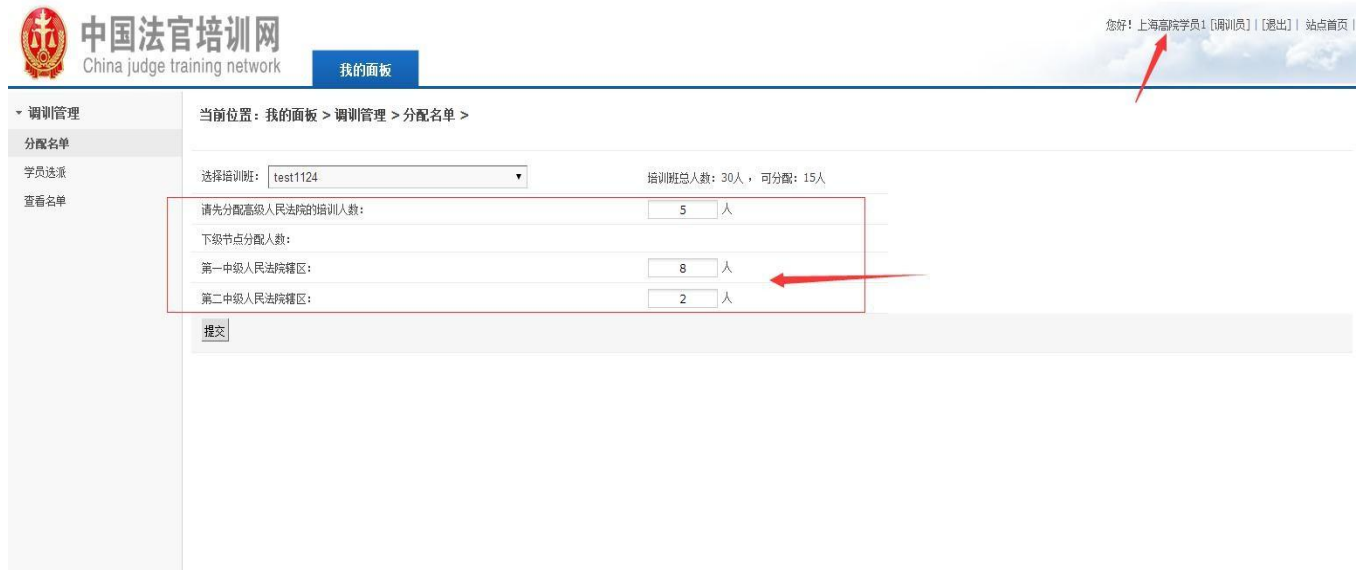 中国法官培训网
China judge training network
我的面板
您好！上海高院学员1 [调训员] | [退出] | 站点首页 |
调训管理
分配名单
学员选派
查看名单
当前位置：我的面板 > 调训管理 > 分配名单 >
选择培训班： test1124 培训班总人数：30人 ，可分配：15人
请先分配高级人民法院的培训人数： 5 人
下级节点分配人数：
第一中级人民法院辖区： 8 人
第二中级人民法院辖区： 2 人
提交